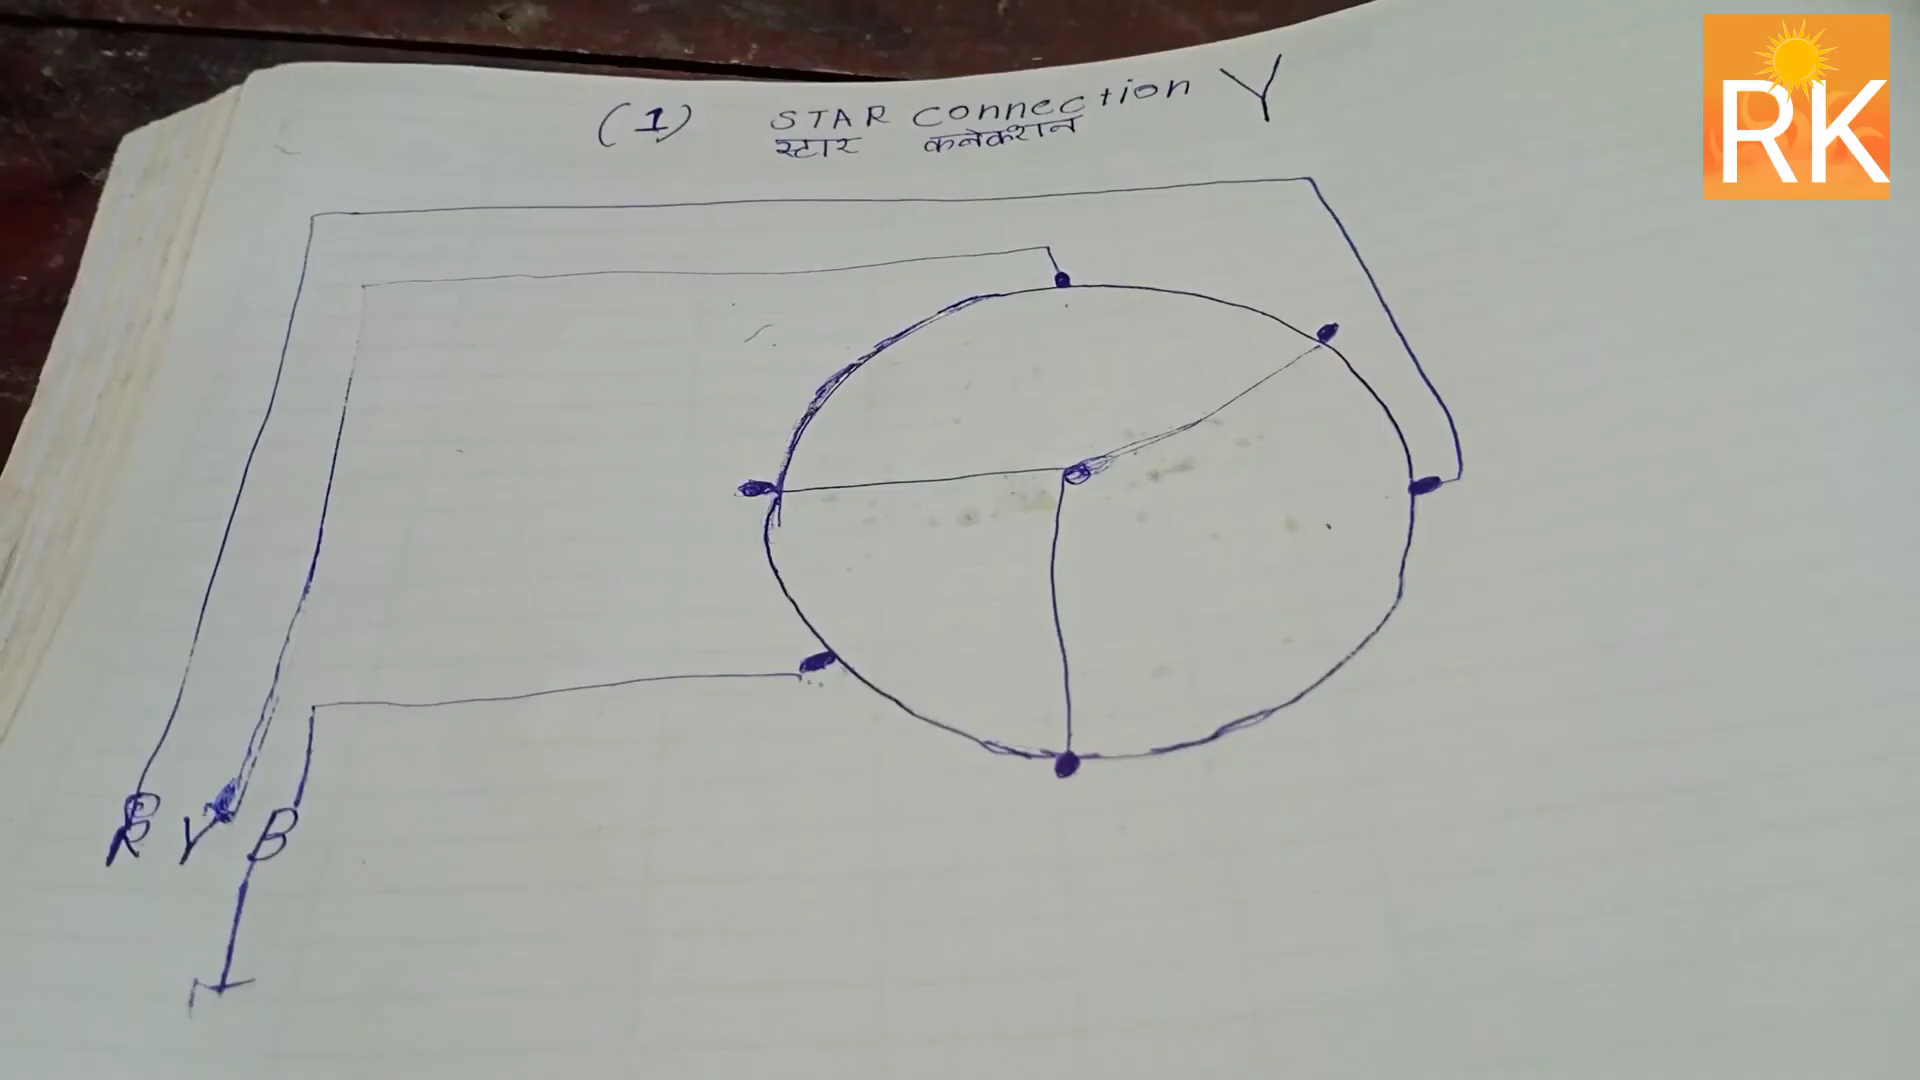 (1) STAR Connection Y
स्टार कनेक्शन
RK
R Y B